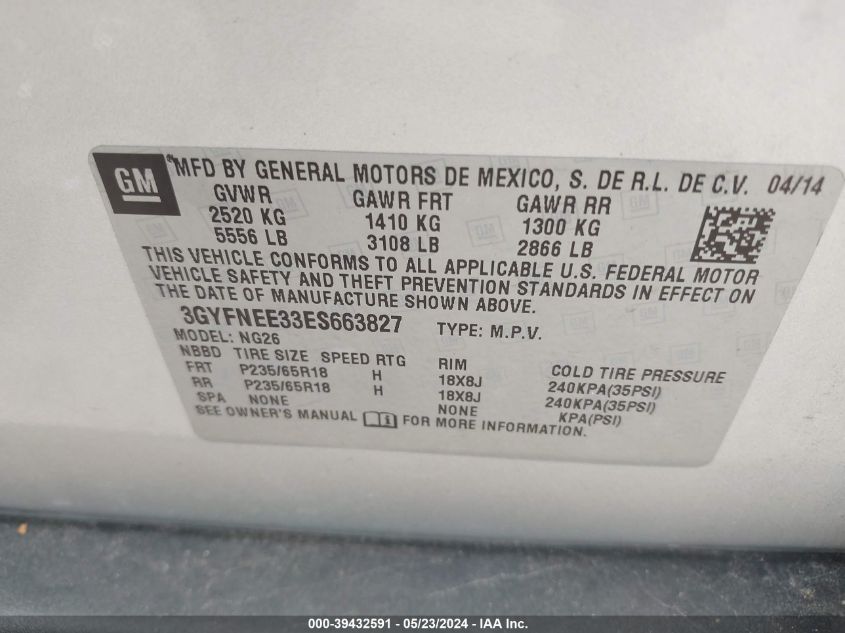 GM
MFD BY GENERAL MOTORS DE MEXICO, S. DE R.L. DE C.V. 04/14
GVWR GAWR FRT GAWR RR
2520 KG 1410 KG 1300 KG
5556 LB 3108 LB 2866 LB
THIS VEHICLE CONFORMS TO ALL APPLICABLE U.S. FEDERAL MOTOR
VEHICLE SAFETY AND THEFT PREVENTION STANDARDS IN EFFECT ON
THE DATE OF MANUFACTURE SHOWN ABOVE.
3GYFNEE33ES663827 TYPE: M.P.V.
MODEL: NG26
NBBD TIRE SIZE SPEED RTG RIM COLD TIRE PRESSURE
FRT P235/65R18 H 18X8J 240KPA(35PSI)
RR P235/65R18 H 18X8J 240KPA(35PSI)
SPA NONE NONE KPA(PSI)
SEE OWNER'S MANUAL FOR MORE INFORMATION.
000-39432591 - 05/23/2024 - IAA Inc.